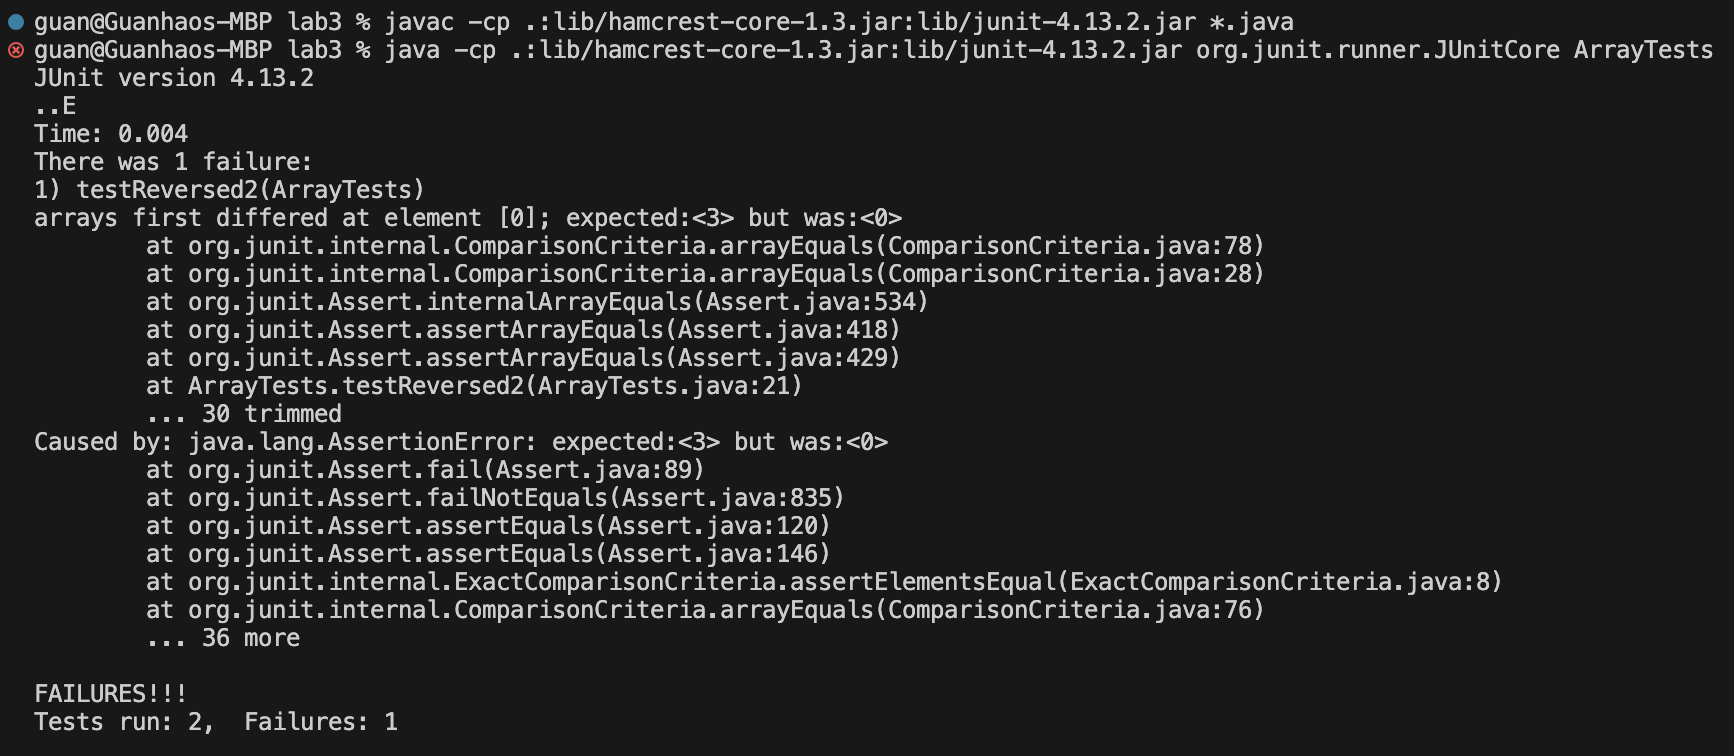 guan@Guanhaos-MBP lab3 % javac -cp .:lib/hamcrest-core-1.3.jar:lib/junit-4.13.2.jar *.java
guan@Guanhaos-MBP lab3 % java -cp .:lib/hamcrest-core-1.3.jar:lib/junit-4.13.2.jar org.junit.runner.JUnitCore ArrayTests
JUnit version 4.13.2
..E
Time: 0.004
There was 1 failure:
1) testReversed2(ArrayTests)
arrays first differed at element [0]; expected:<3> but was:<0>
        at org.junit.internal.ComparisonCriteria.arrayEquals(ComparisonCriteria.java:78)
        at org.junit.internal.ComparisonCriteria.arrayEquals(ComparisonCriteria.java:28)
        at org.junit.Assert.internalArrayEquals(Assert.java:534)
        at org.junit.Assert.assertArrayEquals(Assert.java:418)
        at org.junit.Assert.assertArrayEquals(Assert.java:429)
        at ArrayTests.testReversed2(ArrayTests.java:21)
        ... 30 trimmed
Caused by: java.lang.AssertionError: expected:<3> but was:<0>
        at org.junit.Assert.fail(Assert.java:89)
        at org.junit.Assert.failNotEquals(Assert.java:835)
        at org.junit.Assert.assertEquals(Assert.java:120)
        at org.junit.Assert.assertEquals(Assert.java:146)
        at org.junit.internal.ExactComparisonCriteria.assertElementsEqual(ExactComparisonCriteria.java:8)
        at org.junit.internal.ComparisonCriteria.arrayEquals(ComparisonCriteria.java:76)
        ... 36 more

FAILURES!!!
Tests run: 2,  Failures: 1